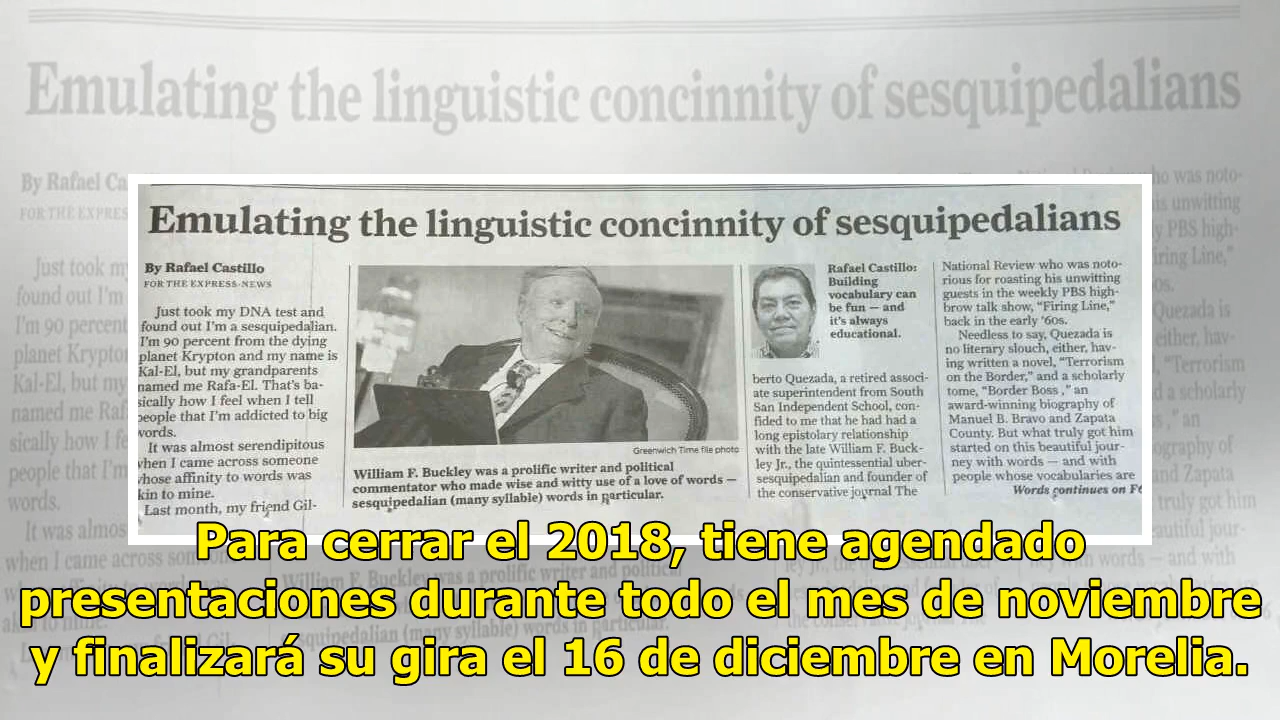 Emulating the linguistic concinnity of sesquipedalians
Emulating the linguistic concinnity of sesquipedalians
By Rafael Castillo
FOR THE EXPRESS-NEWS
Just took my DNA test and
found out I'm a sesquipedalian.
I'm 90 percent from the dying
planet Krypton and my name is
Kal-El, but my grandparents
named me Rafa-El. That's ba-
sically how I feel when I tell
people that I'm addicted to big
words.
It was almost serendipitous
when I came across someone
whose affinity to words was
kin to mine.
Last month, my friend Gil-
Greenwich Time file photo
William F. Buckley was a prolific writer and political
commentator who made wise and witty use of a love of words —
sesquipedalian (many syllable) words in particular.
Rafael Castillo:
Building
vocabulary can
be fun — and
it's always
educational.
berto Quezada, a retired associ-
ate superintendent from South
San Independent School, con-
fided to me that he had had a
long epistolary relationship
with the late William F. Buck-
ley Jr., the quintessential uber-
sesquipedalian and founder of
the conservative journal The
National Review who was noto-
rious for roasting his unwitting
guests in the weekly PBS high-
brow talk show, "Firing Line,"
back in the early '60s.
Needless to say, Quezada is
no literary slouch, either, hav-
ing written a novel, "Terrorism
on the Border," and a scholarly
tome, "Border Boss ," an
award-winning biography of
Manuel B. Bravo and Zapata
County. But what truly got him
started on this beautiful jour-
ney with words — and with
people whose vocabularies are
Words continues on F
Para cerrar el 2018, tiene agendado
presentaciones durante todo el mes de noviembre
y finalizará su gira el 16 de diciembre en Morelia.